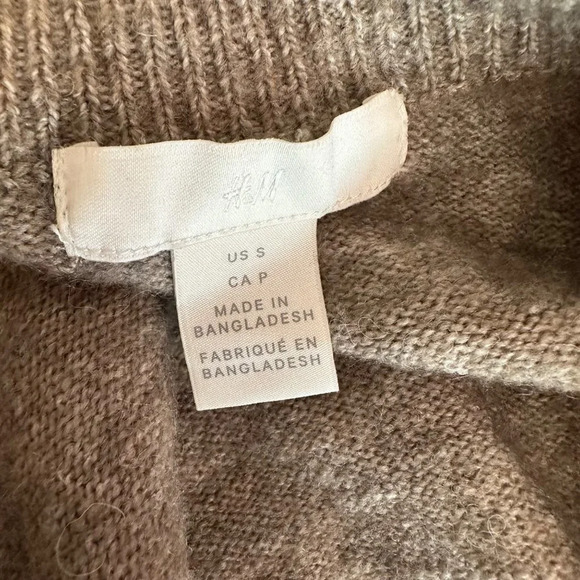 H&M
US S
CA P
MADE IN
BANGLADESH
FABRIQUÉ EN
BANGLADESH